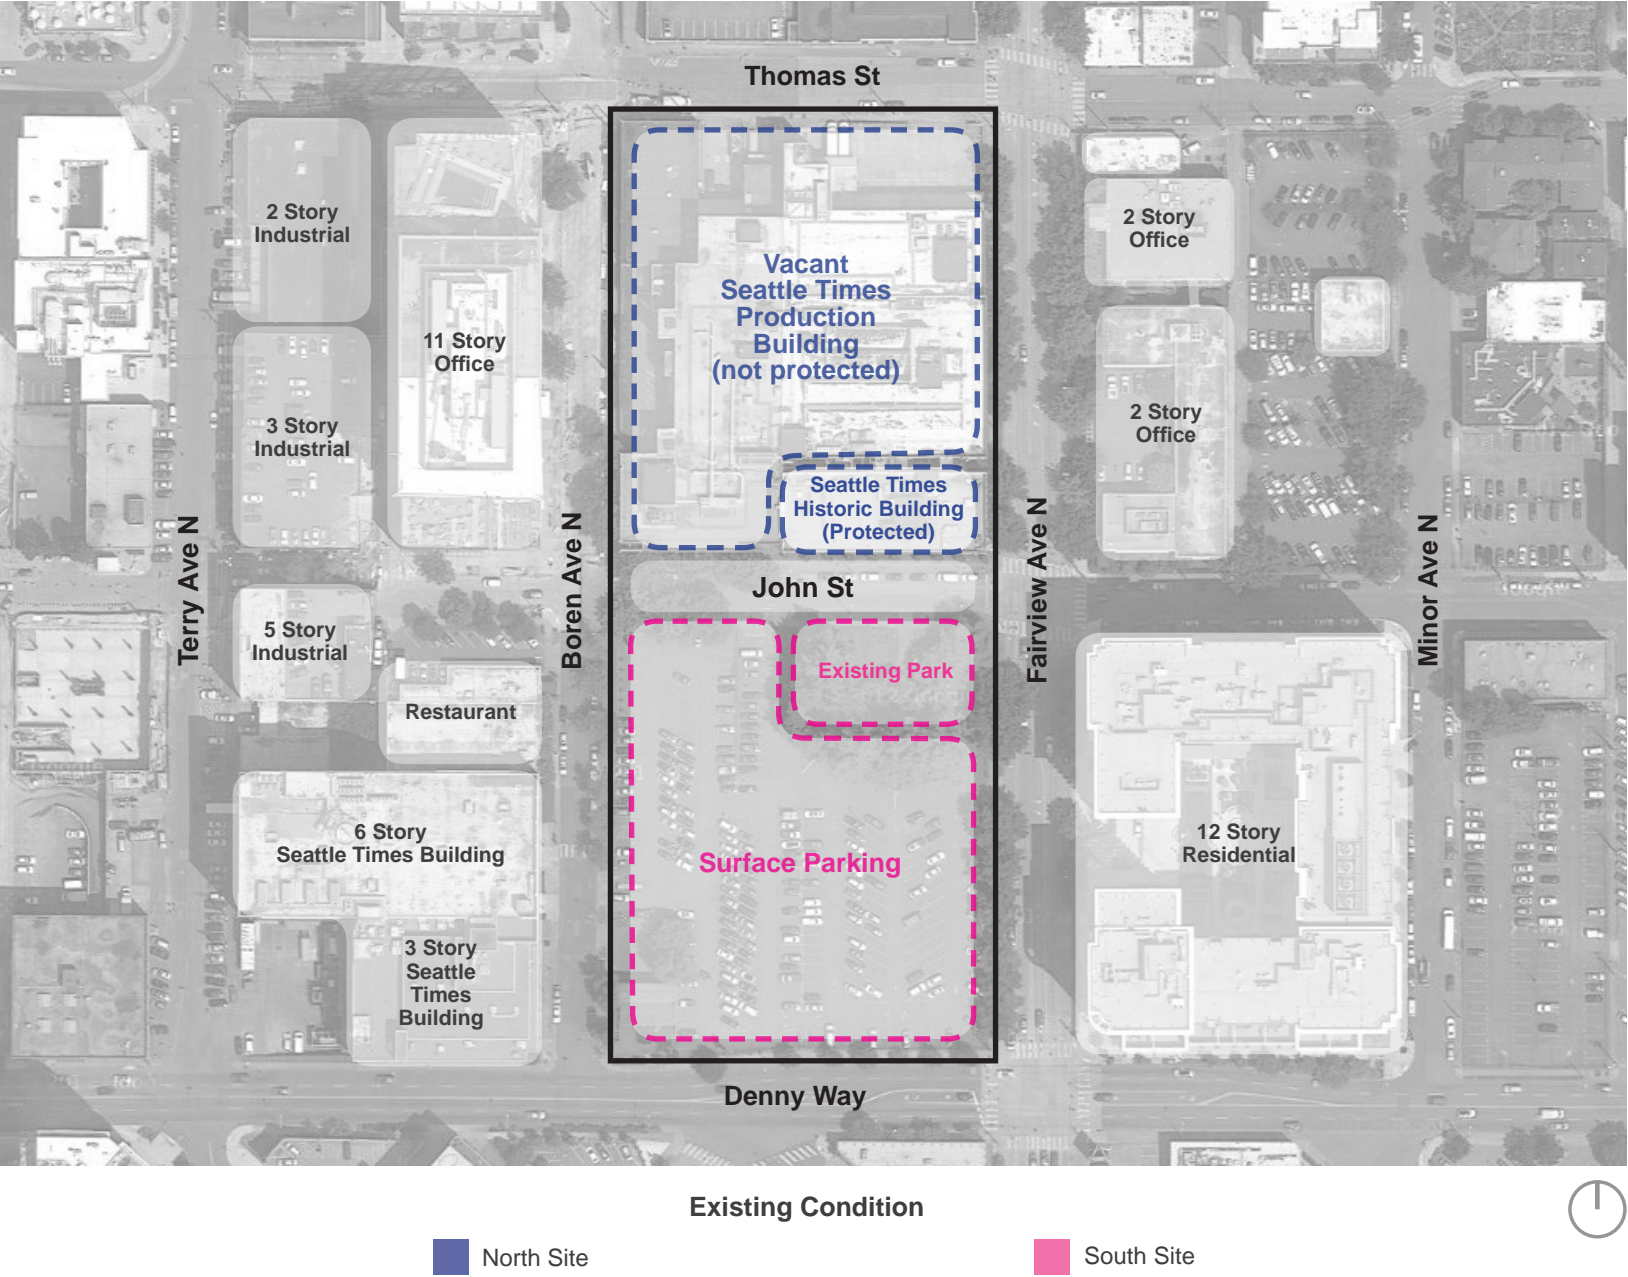 Thomas St
2 Story
Industrial
11 Story
Office
3 Story
Industrial
Vacant
Seattle Times
Production
Building
(not protected)
Seattle Times
Historic Building
(Protected)
2 Story
Office
2 Story
Office
Terry Ave N
Boren Ave N
John St
Fairview Ave N
Minor Ave N
5 Story
Industrial
Restaurant
Existing Park
6 Story
Seattle Times Building
Surface Parking
12 Story
Residential
3 Story
Seattle
Times
Building
Denny Way
Existing Condition
North Site
South Site